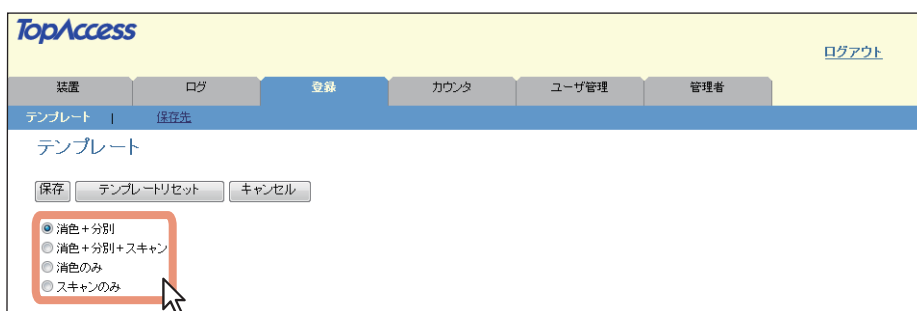 TopAccess
ログアウト
装置 ログ 登録 カウンタ ユーザ管理 管理者
テンプレート | 保存先
テンプレート
保存 テンプレートリセット キャンセル
消色+分別
消色+分別+スキャン
消色のみ
スキャンのみ